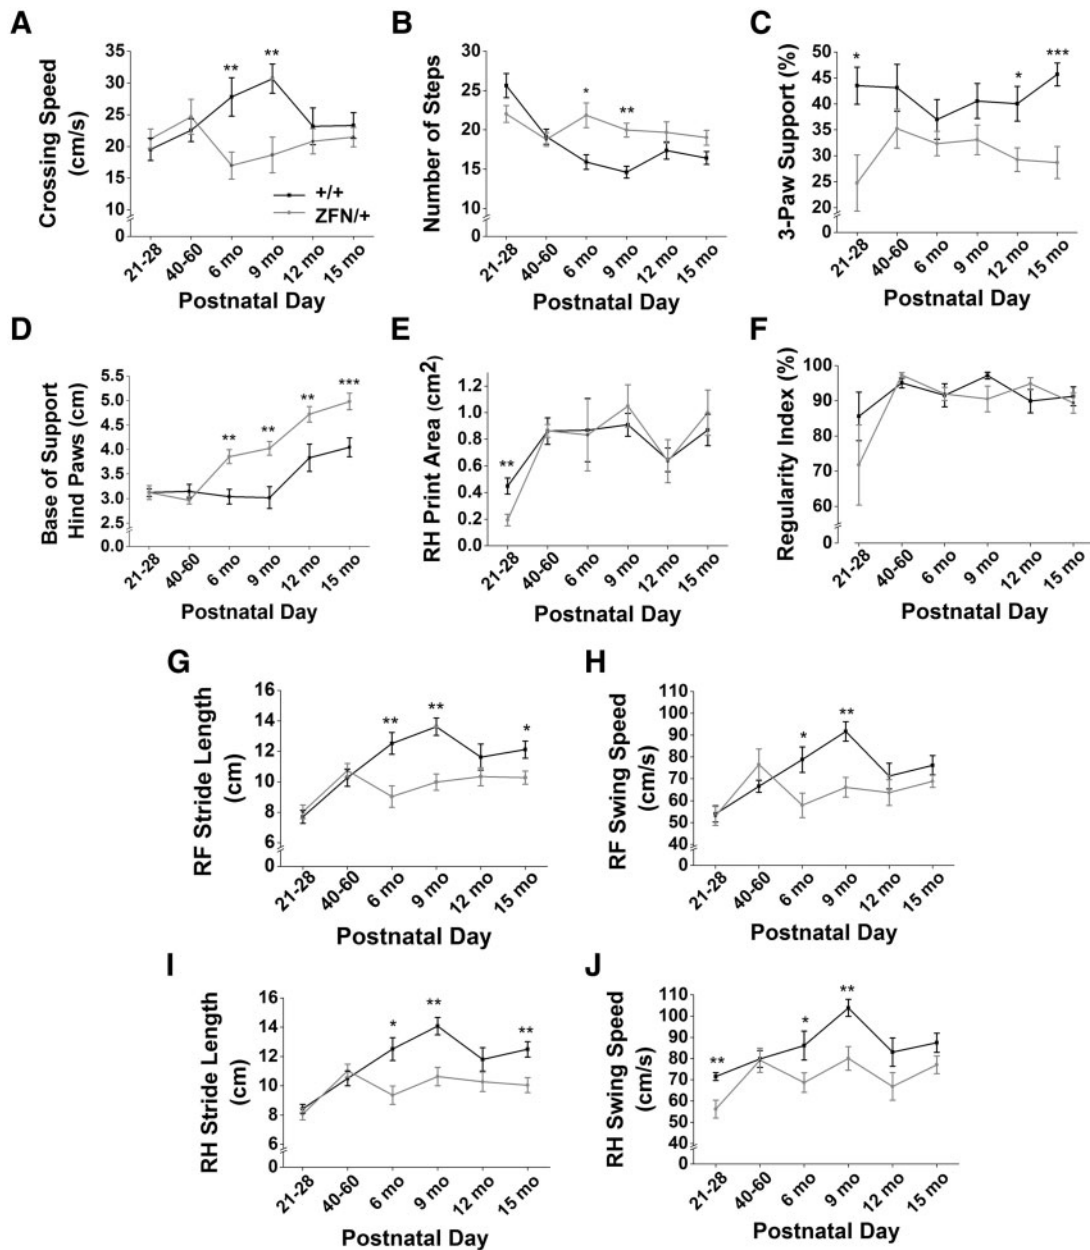 A
Crossing Speed
(cm/s)
35
30
25
20
15
10
0
**
**
+/+
ZFN/+
21-28
40-60
6 mo
9 mo
12 mo
15 mo
Postnatal Day
B
Number of Steps
30
25
20
15
10
0
*
**
21-28
40-60
6 mo
9 mo
12 mo
15 mo
Postnatal Day
C
3-Paw Support (%)
50
45
40
35
30
25
20
0
*
*
***
21-28
40-60
6 mo
9 mo
12 mo
15 mo
Postnatal Day
D
Base of Support
Hind Paws (cm)
5.5
5.0
4.5
4.0
3.5
3.0
2.5
0.0
**
**
**
***
21-28
40-60
6 mo
9 mo
12 mo
15 mo
Postnatal Day
E
RH Print Area (cm2)
1.2
1.0
0.8
0.6
0.4
0.2
0.0
**
21-28
40-60
6 mo
9 mo
12 mo
15 mo
Postnatal Day
F
Regularity Index (%)
100
90
80
70
60
0
21-28
40-60
6 mo
9 mo
12 mo
15 mo
Postnatal Day
G
RF Stride Length
(cm)
16
14
12
10
8
6
0
**
**
*
21-28
40-60
6 mo
9 mo
12 mo
15 mo
Postnatal Day
H
RF Swing Speed
(cm/s)
110
100
90
80
70
60
50
40
0
*
**
21-28
40-60
6 mo
9 mo
12 mo
15 mo
Postnatal Day
I
RH Stride Length
(cm)
16
14
12
10
8
6
0
*
**
**
21-28
40-60
6 mo
9 mo
12 mo
15 mo
Postnatal Day
J
RH Swing Speed
(cm/s)
110
100
90
80
70
60
50
40
0
**
*
**
21-28
40-60
6 mo
9 mo
12 mo
15 mo
Postnatal Day